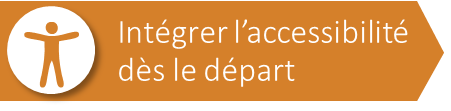 Intégrer l’accessibilité
dès le départ